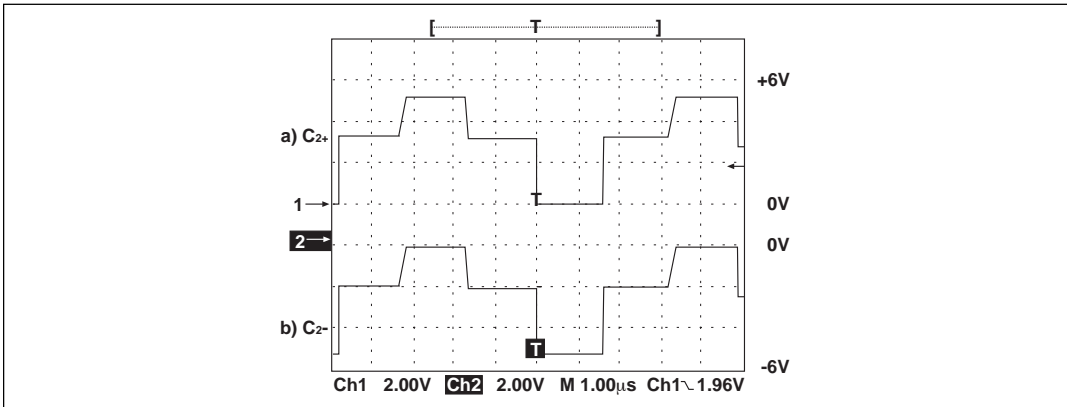 [ T ]
+6V
a) C2+
T
1
0V
2
0V
b) C2-
T
-6V
Ch1 2.00V Ch2 2.00V M 1.00µs Ch1 1.96V